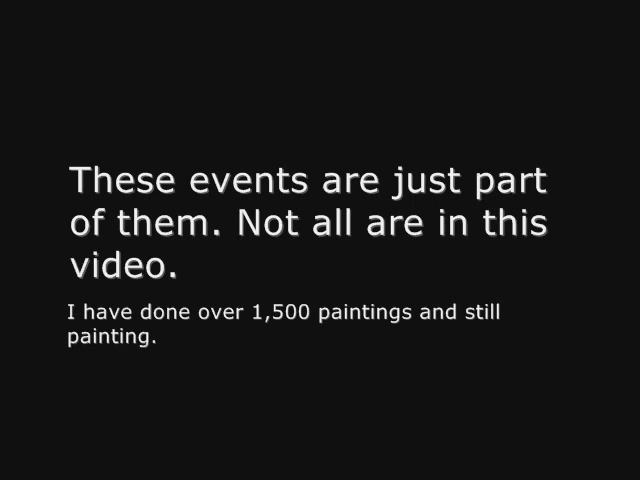 These events are just part
of them. Not all are in this
video.
I have done over 1,500 paintings and still
painting.